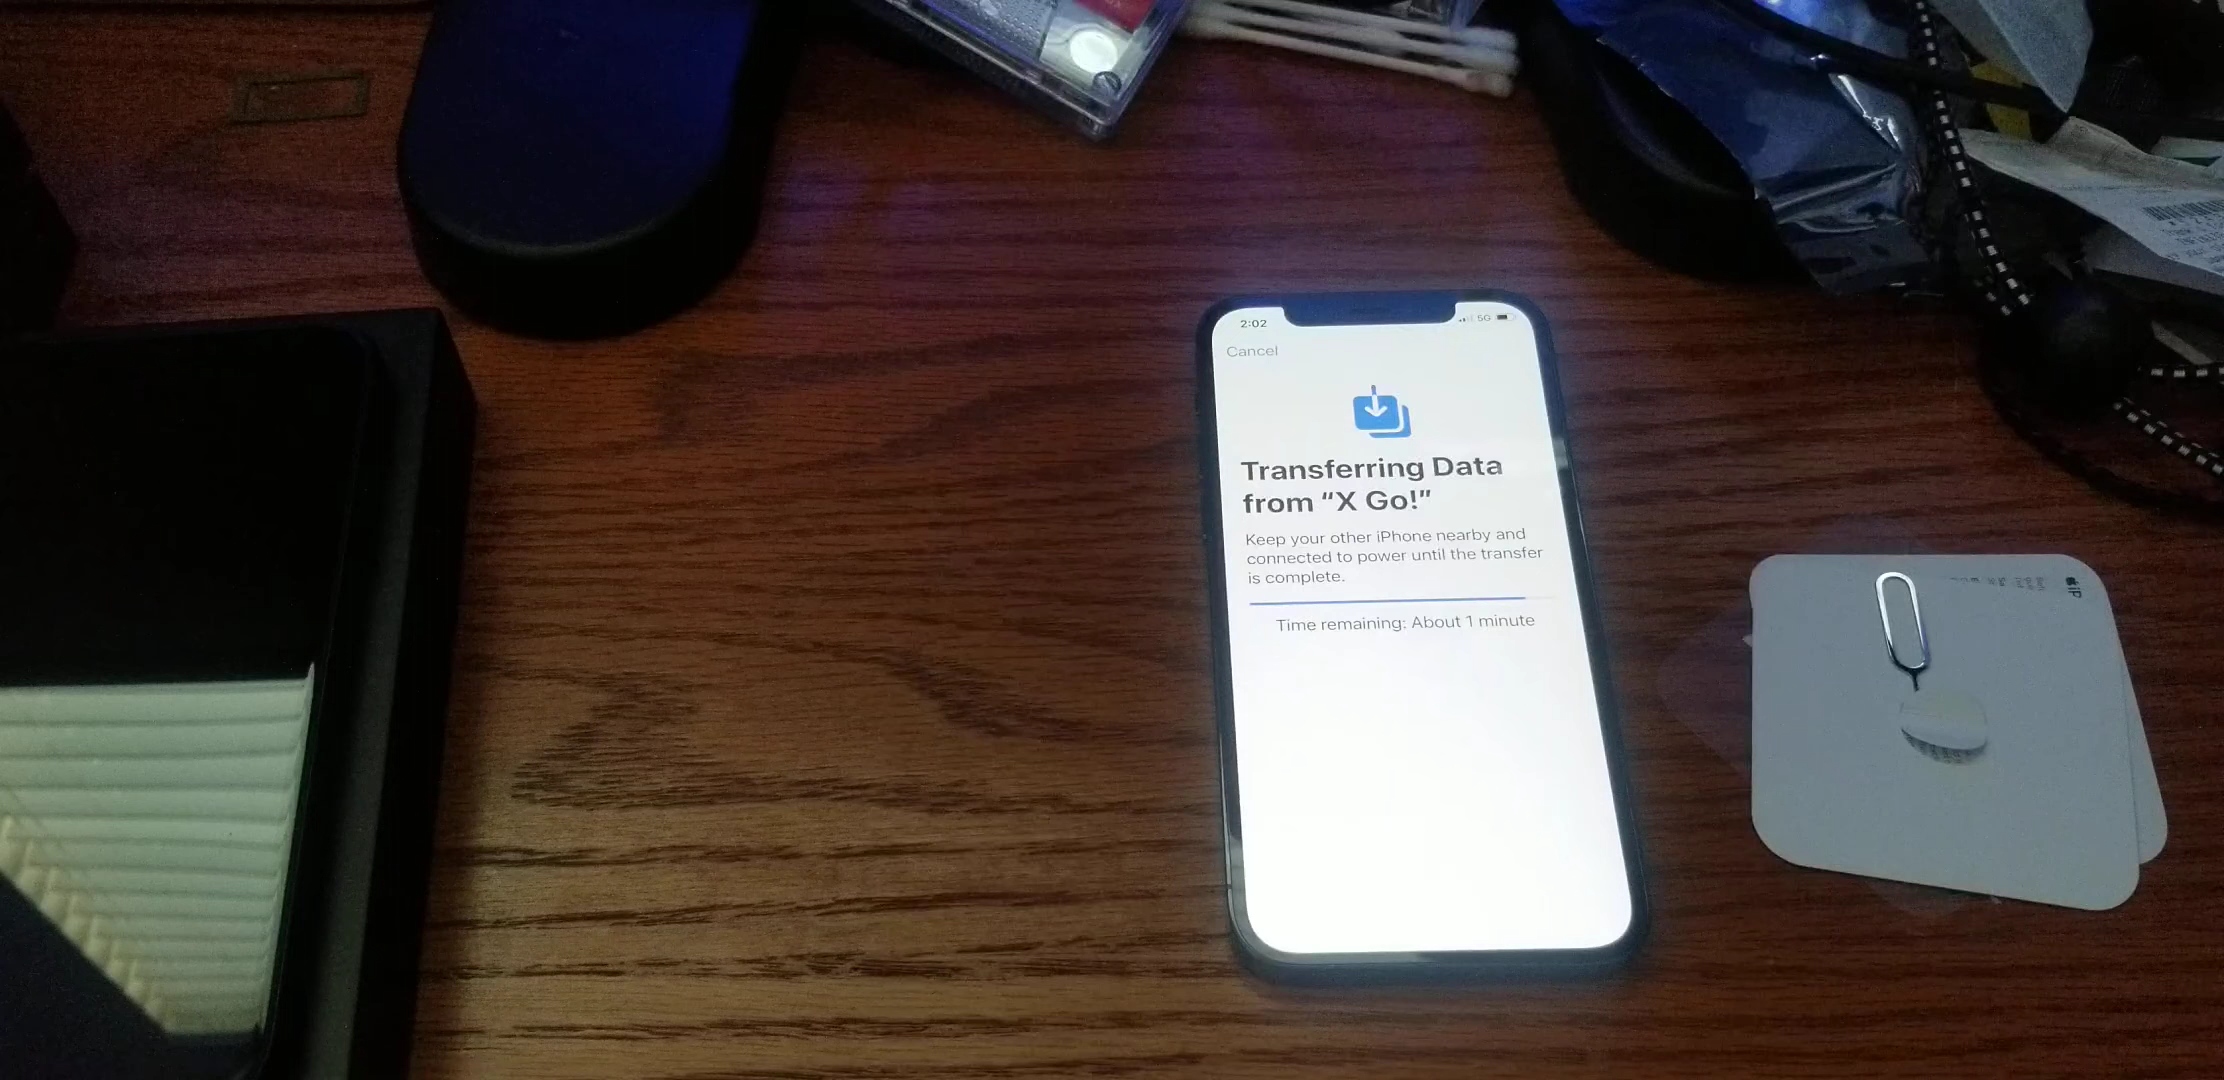 2:02
5G
Cancel
Transferring Data
from “X Go!”
Keep your other iPhone nearby and
connected to power until the transfer
is complete.
Time remaining: About 1 minute